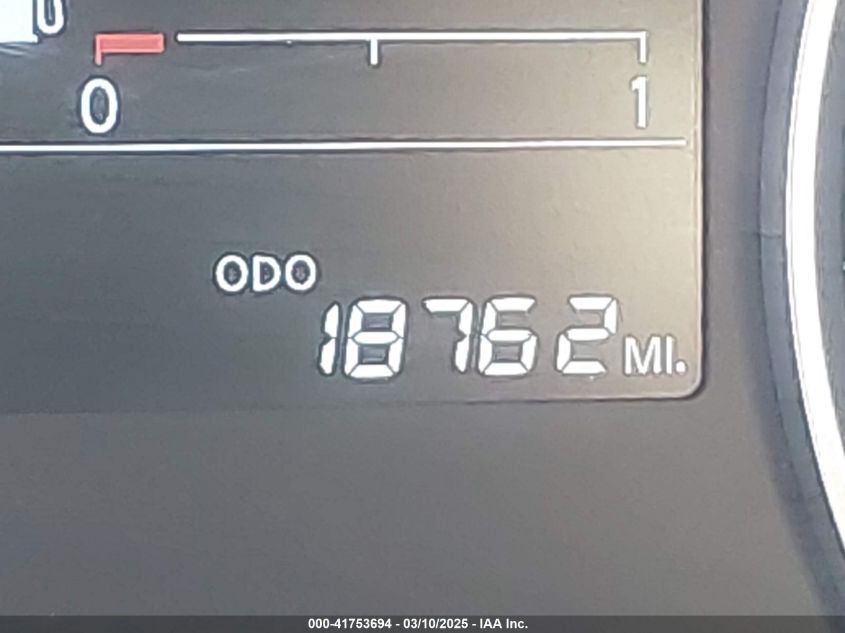 0 1
ODO
18762 MI.
000-41753694 - 03/10/2025 - IAA Inc.